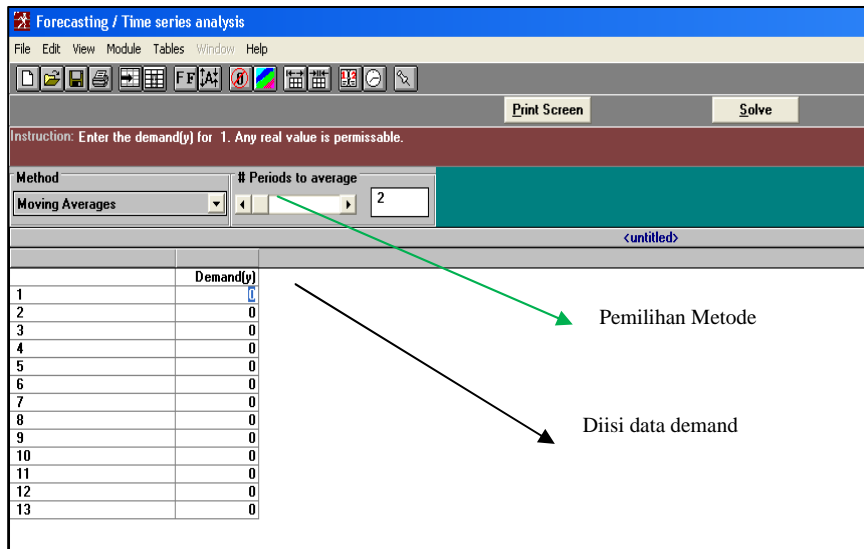 Forecasting / Time series analysis
File Edit View Module Tables Window Help
Print Screen Solve
Instruction: Enter the demand(y) for 1. Any real value is permissable.
Method # Periods to average
Moving Averages 2
<untitled>
Demand(y)
1 0
2 0
3 0
4 0
5 0
6 0
7 0
8 0
9 0
10 0
11 0
12 0
13 0
Pemilihan Metode
Diisi data demand